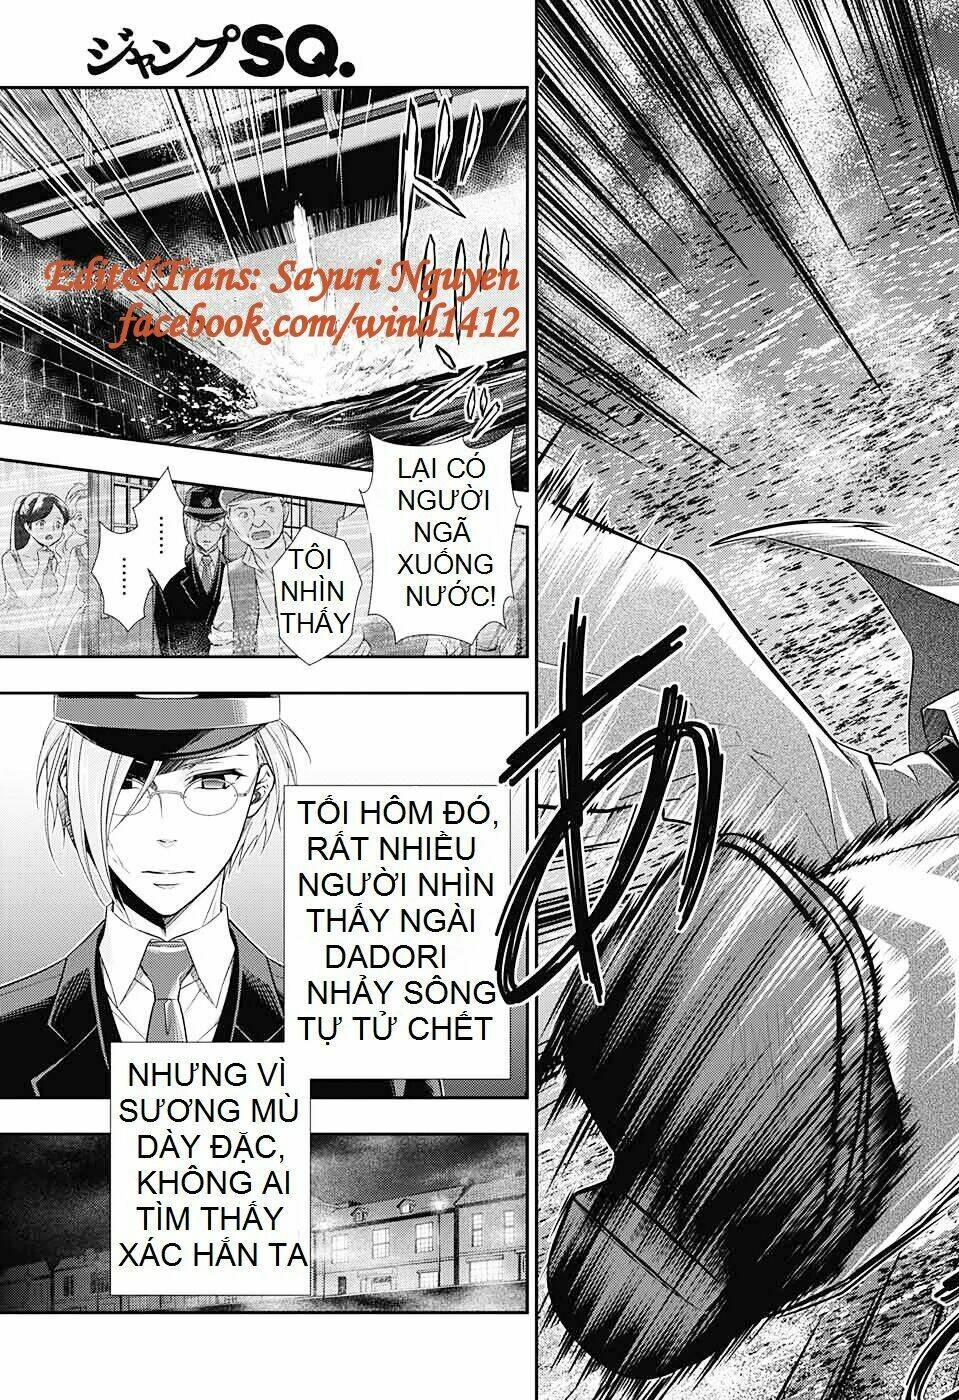 ジャンプSQ.
Edit&Trans: Sayuri Nguyen
facebook.com/wind1412
LẠI CÓ
NGƯỜI
NGÃ
XUỐNG
NƯỚC!
TÔI
NHÌN
THẤY
……
……
TỐI HÔM ĐÓ,
RẤT NHIỀU
NGƯỜI NHÌN
THẤY NGÀI
DADORI
NHẢY SÔNG
TỰ TỬ CHẾT
NHƯNG VÌ
SƯƠNG MÙ
DÀY ĐẶC,
KHÔNG AI
TÌM THẤY
XÁC HẮN TA